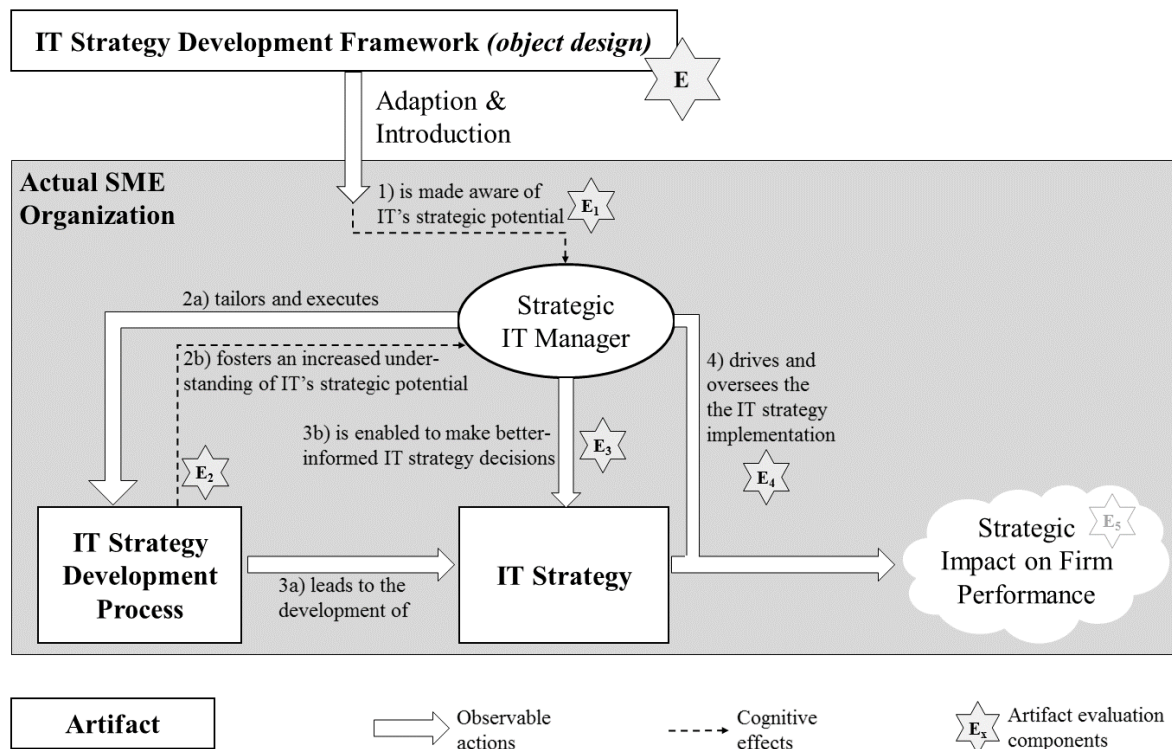 IT Strategy Development Framework (object design)
E
Adaption &
Introduction
Actual SME
Organization
1) is made aware of
IT's strategic potential
E₁
2a) tailors and executes
Strategic
IT Manager
2b) fosters an increased under-
standing of IT's strategic potential
4) drives and
oversees the
the IT strategy
implementation
3b) is enabled to make better-
informed IT strategy decisions
E₃
E₂
E₄
IT Strategy
Development
Process
3a) leads to the
development of
IT Strategy
Strategic
Impact on Firm
Performance
E₅
Artifact
Observable
actions
Cognitive
effects
Eₓ
Artifact evaluation
components